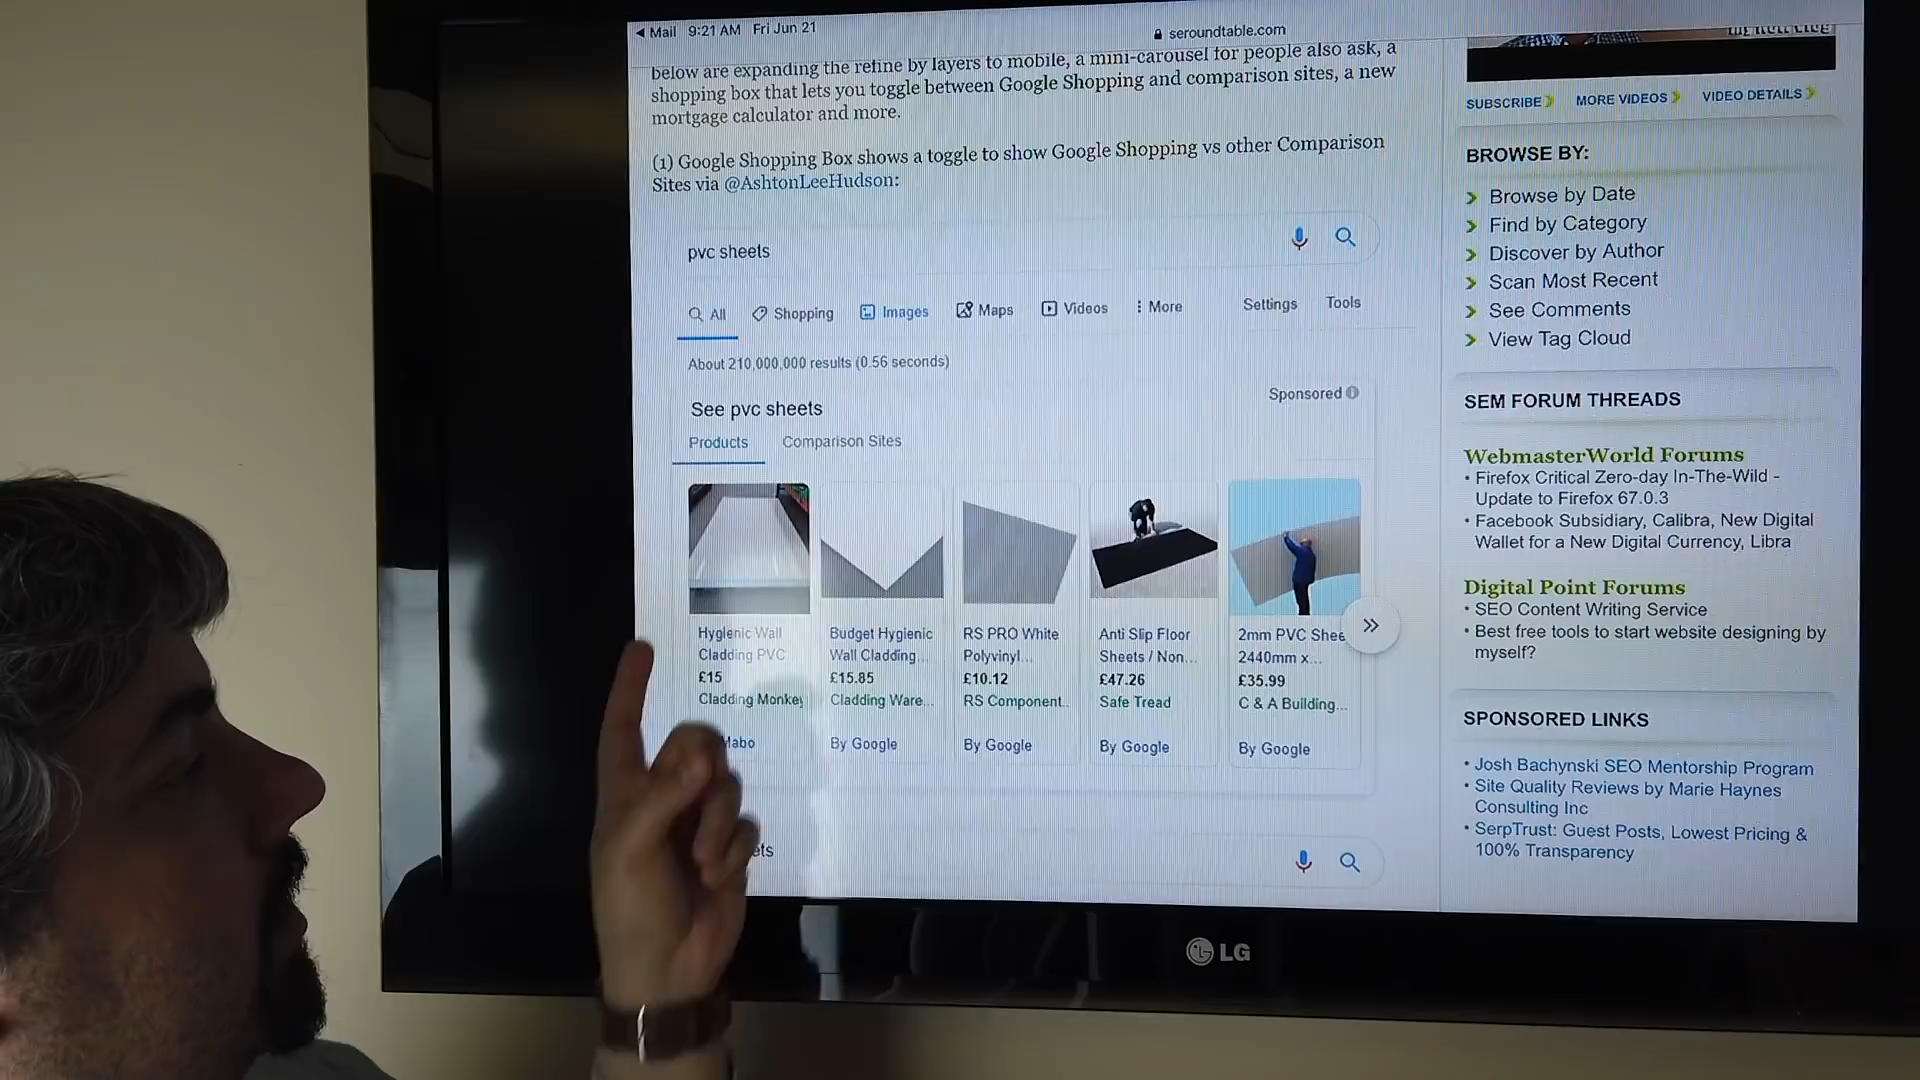 Mail 9:21 AM Fri Jun 21
seroundtable.com
below are expanding the refine by layers to mobile, a mini-carousel for people also ask, a
shopping box that lets you toggle between Google Shopping and comparison sites, a new
mortgage calculator and more.
(1) Google Shopping Box shows a toggle to show Google Shopping vs other Comparison
Sites via @AshtonLeeHudson:
pvc sheets
All Shopping Images Maps Videos More Settings Tools
About 210,000,000 results (0.56 seconds)
See pvc sheets
Sponsored
Products Comparison Sites
Hygienic Wall
Cladding PVC
£15
Cladding Monkey
Mabo
Budget Hygienic
Wall Cladding...
£15.85
Cladding Ware...
By Google
RS PRO White
Polyvinyl...
£10.12
RS Component...
By Google
Anti Slip Floor
Sheets / Non...
£47.26
Safe Tread
By Google
2mm PVC Shee
2440mm x...
£35.99
C & A Building...
By Google
ets
SUBSCRIBE MORE VIDEOS VIDEO DETAILS
BROWSE BY:
Browse by Date
Find by Category
Discover by Author
Scan Most Recent
See Comments
View Tag Cloud
SEM FORUM THREADS
WebmasterWorld Forums
• Firefox Critical Zero-day In-The-Wild -
Update to Firefox 67.0.3
• Facebook Subsidiary, Calibra, New Digital
Wallet for a New Digital Currency, Libra
Digital Point Forums
• SEO Content Writing Service
• Best free tools to start website designing by
myself?
SPONSORED LINKS
• Josh Bachynski SEO Mentorship Program
• Site Quality Reviews by Marie Haynes
Consulting Inc
• SerpTrust: Guest Posts, Lowest Pricing &
100% Transparency
LG